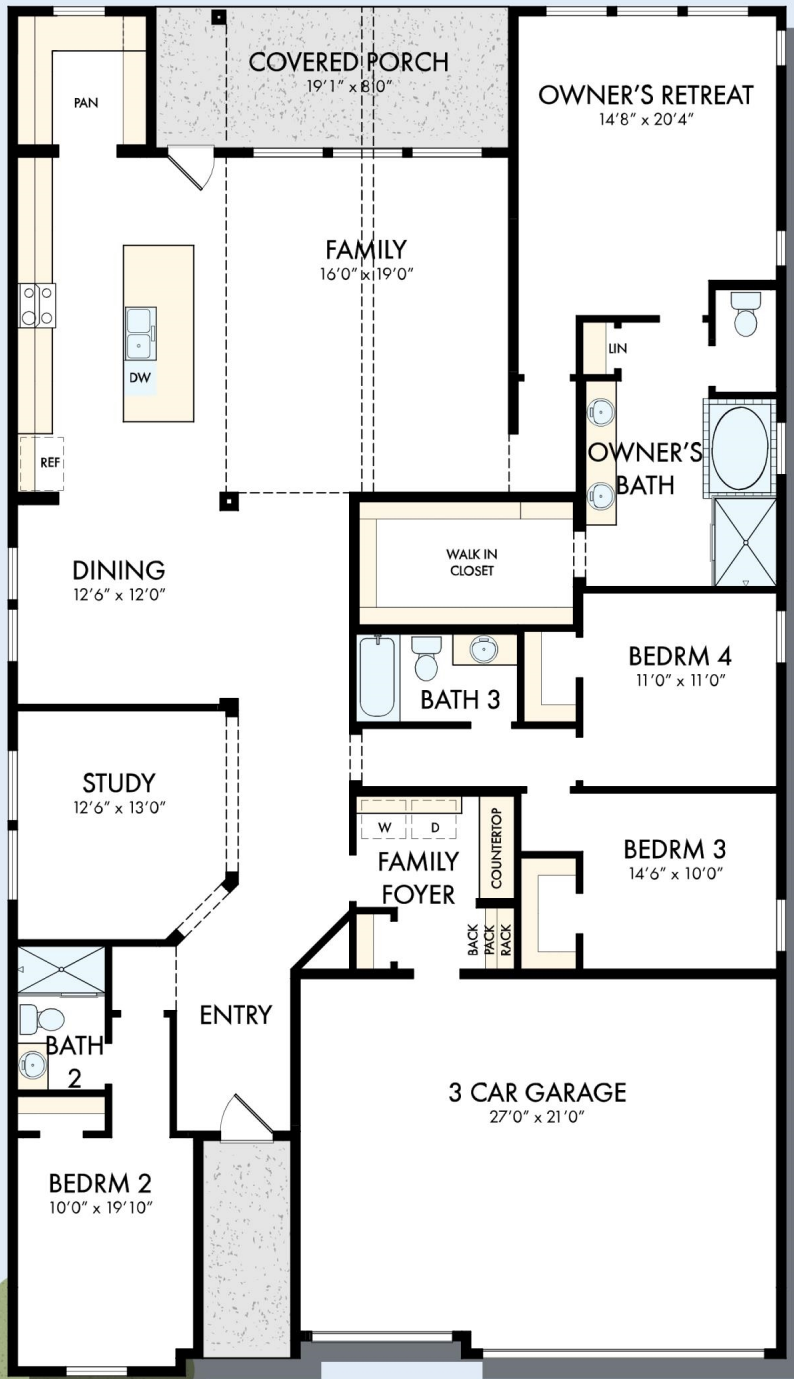 COVERED PORCH
19'1" x 8'0"
OWNER'S RETREAT
14'8" x 20'4"
PAN
FAMILY
16'0" x 19'0"
LIN
DW
REF
OWNER'S
BATH
WALK IN
CLOSET
DINING
12'6" x 12'0"
BEDRM 4
11'0" x 11'0"
BATH 3
STUDY
12'6" x 13'0"
W
D
COUNTERTOP
FAMILY
FOYER
BEDRM 3
14'6" x 10'0"
BACK
PACK
RACK
ENTRY
BATH
2
3 CAR GARAGE
27'0" x 21'0"
BEDRM 2
10'0" x 19'10"